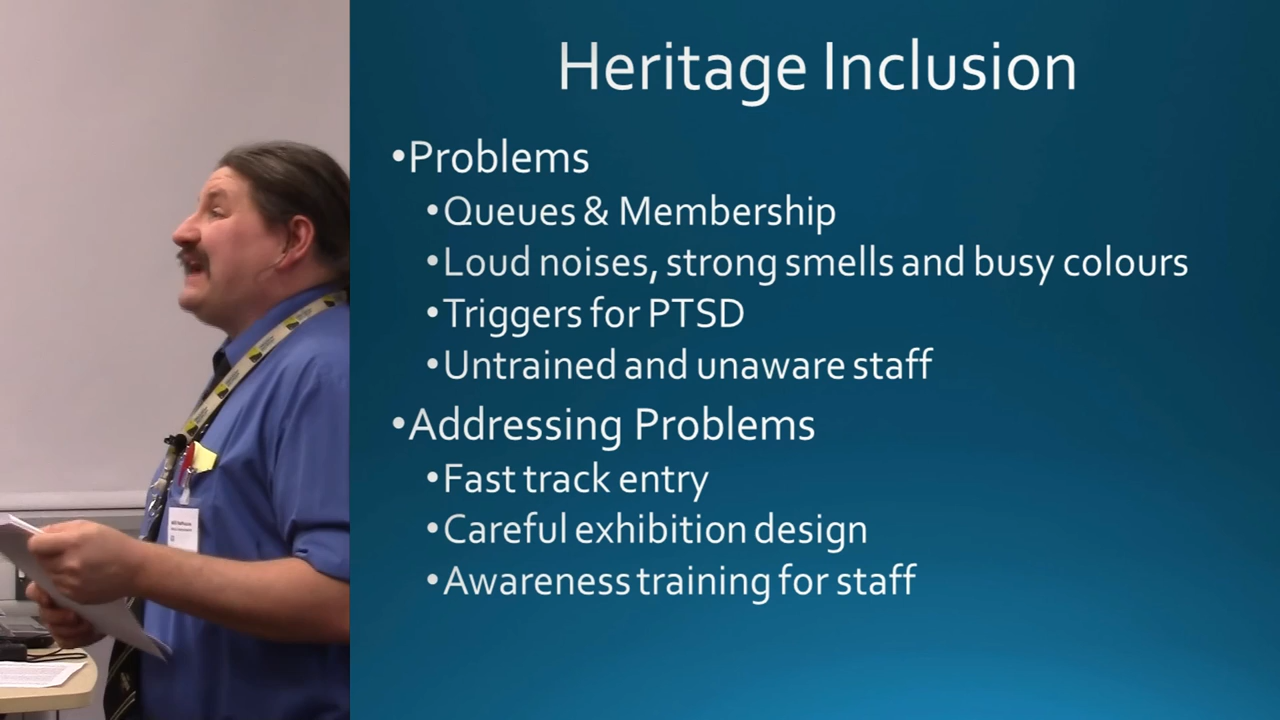 Heritage Inclusion
•Problems
•Queues & Membership
•Loud noises, strong smells and busy colours
•Triggers for PTSD
•Untrained and unaware staff
•Addressing Problems
•Fast track entry
•Careful exhibition design
•Awareness training for staff